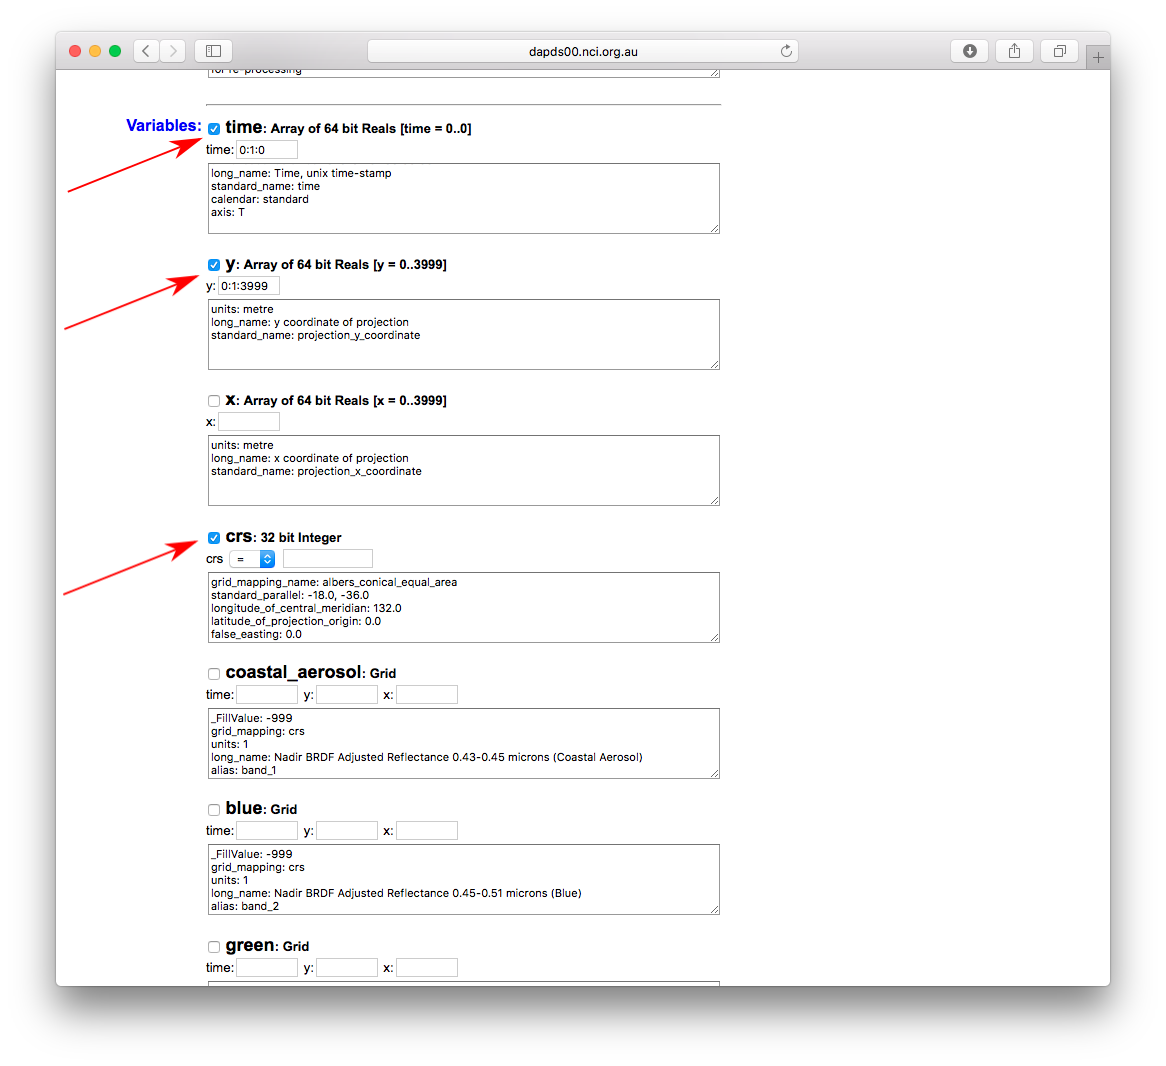 dapds00.nci.org.au
for re-processing
Variables: time: Array of 64 bit Reals [time = 0..0]
time: 0:1:0
long_name: Time, unix time-stamp
standard_name: time
calendar: standard
axis: T
y: Array of 64 bit Reals [y = 0..3999]
y: 0:1:3999
units: metre
long_name: y coordinate of projection
standard_name: projection_y_coordinate
x: Array of 64 bit Reals [x = 0..3999]
x:
units: metre
long_name: x coordinate of projection
standard_name: projection_x_coordinate
crs: 32 bit Integer
crs =
grid_mapping_name: albers_conical_equal_area
standard_parallel: -18.0, -36.0
longitude_of_central_meridian: 132.0
latitude_of_projection_origin: 0.0
false_easting: 0.0
coastal_aerosol: Grid
time: y: x:
_FillValue: -999
grid_mapping: crs
units: 1
long_name: Nadir BRDF Adjusted Reflectance 0.43-0.45 microns (Coastal Aerosol)
alias: band_1
blue: Grid
time: y: x:
_FillValue: -999
grid_mapping: crs
units: 1
long_name: Nadir BRDF Adjusted Reflectance 0.45-0.51 microns (Blue)
alias: band_2
green: Grid
time: y: x: